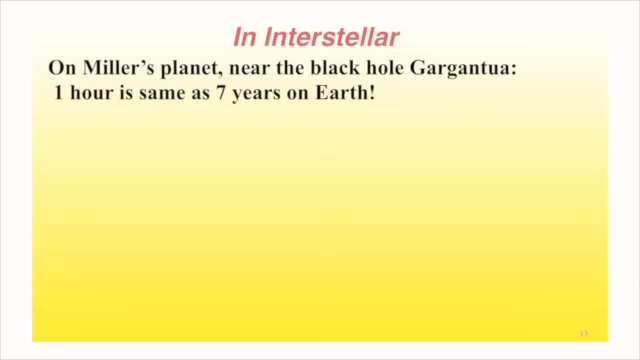 In Interstellar
On Miller's planet, near the black hole Gargantua:
1 hour is same as 7 years on Earth!
13